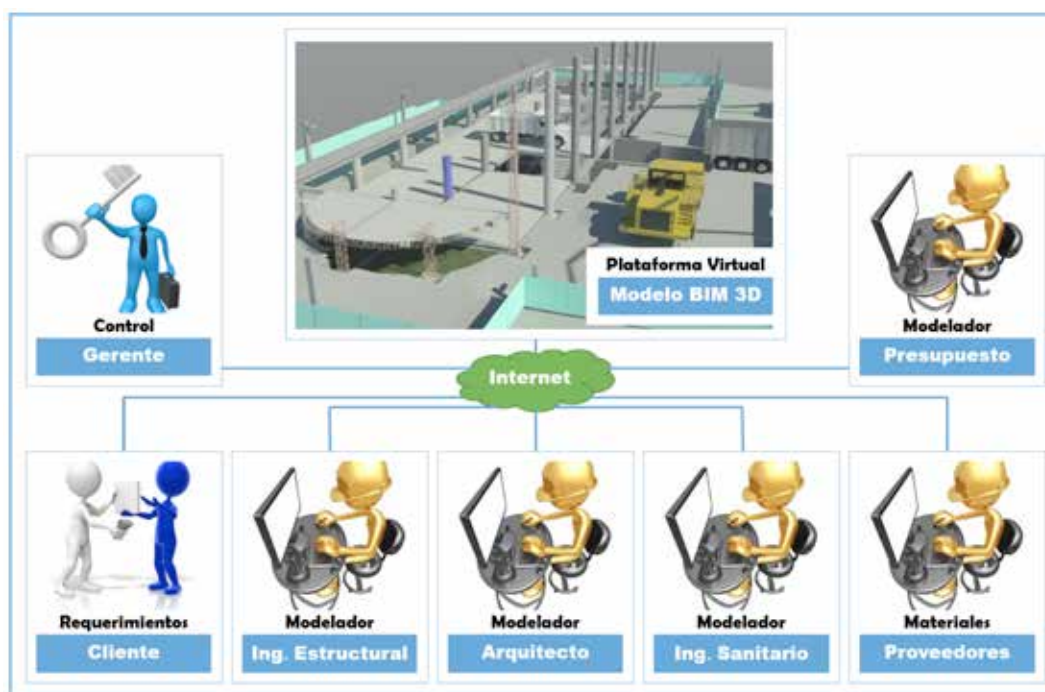 Plataforma Virtual
Modelo BIM 3D
Control
Gerente
Modelador
Presupuesto
Internet
Requerimientos
Cliente
Modelador
Ing. Estructural
Modelador
Arquitecto
Modelador
Ing. Sanitario
Materiales
Proveedores